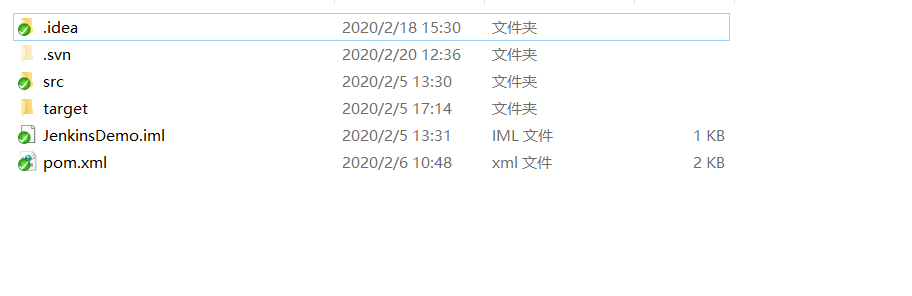 .idea 2020/2/18 15:30 文件夹
.svn 2020/2/20 12:36 文件夹
src 2020/2/5 13:30 文件夹
target 2020/2/5 17:14 文件夹
JenkinsDemo.iml 2020/2/5 13:31 IML 文件 1 KB
pom.xml 2020/2/6 10:48 xml 文件 2 KB